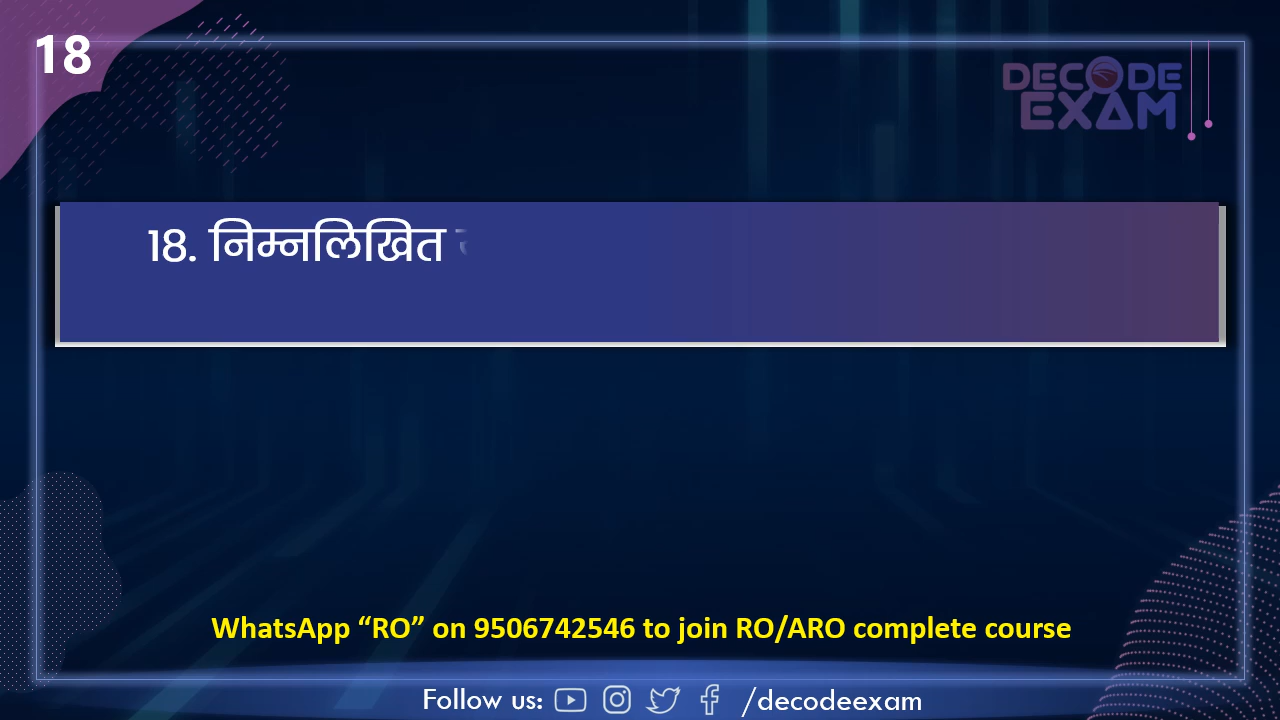 18
DECODE
EXAM
18. निम्नलिखित
WhatsApp “RO” on 9506742546 to join RO/ARO complete course
Follow us: /decodeexam